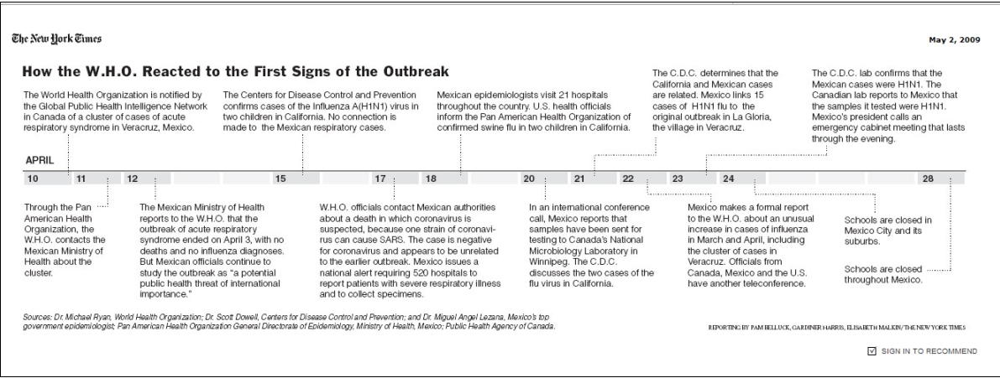 The New York Times
May 2, 2009
How the W.H.O. Reacted to the First Signs of the Outbreak
The World Health Organization is notified by
the Global Public Health Intelligence Network
in Canada of a cluster of cases of acute
respiratory syndrome in Veracruz, Mexico.
The Centers for Disease Control and Prevention
confirms cases of the Influenza A(H1N1) virus in
two children in California. No connection is
made to the Mexican respiratory cases.
Mexican epidemiologists visit 21 hospitals
throughout the country. U.S. health officials
inform the Pan American Health Organization of
confirmed swine flu in two children in California.
The C.D.C. determines that the
California and Mexican cases
are related. Mexico links 15
cases of H1N1 flu to the
original outbreak in La Gloria,
the village in Veracruz.
The C.D.C. lab confirms that the
Mexican cases were H1N1. The
Canadian lab reports to Mexico that
the samples it tested were H1N1.
Mexico's president calls an
emergency cabinet meeting that lasts
through the evening.
APRIL
10 11 12 15 17 18 20 21 22 23 24 28
Through the Pan
American Health
Organization, the
W.H.O. contacts the
Mexican Ministry of
Health about the
cluster.
The Mexican Ministry of Health
reports to the W.H.O. that the
outbreak of acute respiratory
syndrome ended on April 3, with no
deaths and no influenza diagnoses.
But Mexican officials continue to
study the outbreak as "a potential
public health threat of international
importance."
W.H.O. officials contact Mexican authorities
about a death in which coronavirus is
suspected, because one strain of coronavi-
rus can cause SARS. The case is negative
for coronavirus and appears to be unrelated
to the earlier outbreak. Mexico issues a
national alert requiring 520 hospitals to
report patients with severe respiratory illness
and to collect specimens.
In an international conference
call, Mexico reports that
samples have been sent for
testing to Canada's National
Microbiology Laboratory in
Winnipeg. The C.D.C.
discusses the two cases of the
flu virus in California.
Mexico makes a formal report
to the W.H.O. about an unusual
increase in cases of influenza
in March and April, including
the cluster of cases in
Veracruz. Officials from
Canada, Mexico and the U.S.
have another teleconference.
Schools are closed in
Mexico City and its
suburbs.
Schools are closed
throughout Mexico.
Sources: Dr. Michael Ryan, World Health Organization; Dr. Scott Dowell, Centers for Disease Control and Prevention; and Dr. Miguel Angel Lezana, Mexico's top
government epidemiologist; Pan American Health Organization General Directorate of Epidemiology, Ministry of Health, Mexico; Public Health Agency of Canada.
REPORTING BY PAM BELLUCK, GARDINER HARRIS, ELISABETH MALKIN/THE NEW YORK TIMES
SIGN IN TO RECOMMEND